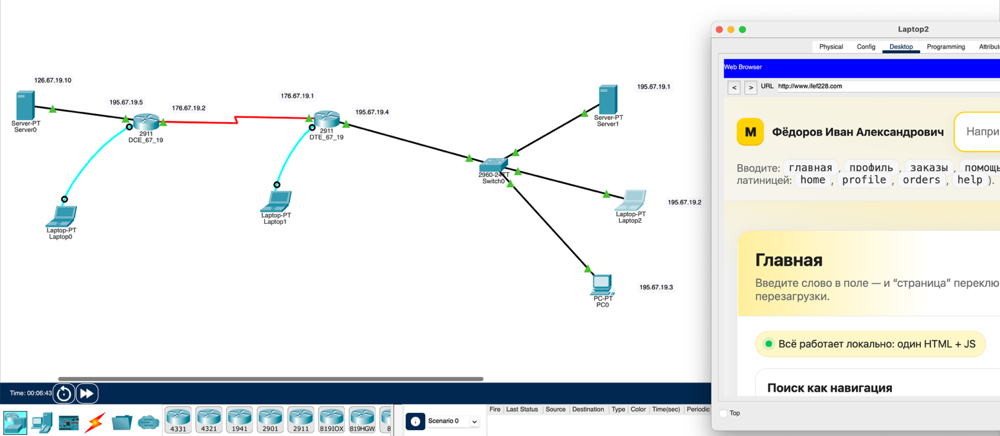 126.67.19.10
Server-PT
Server0
195.67.19.5
176.67.19.2
2911
DCE_67_19
Laptop-PT
Laptop0
176.67.19.1
2911
DTE_67_19
195.67.19.4
Laptop-PT
Laptop1
2960-24TT
Switch0
195.67.19.1
Server-PT
Server1
195.67.19.2
Laptop-PT
Laptop2
195.67.19.3
PC-PT
PC0
Laptop2
Physical Config Desktop Programming Attribut
Web Browser
< > URL http://www.ifef228.com
М Фёдоров Иван Александрович Напри
Вводите: главная, профиль, заказы, помощь
латиницей: home, profile, orders, help).
Главная
Введите слово в поле — и “страница” переклю
перезагрузки.
Всё работает локально: один HTML + JS
Поиск как навигация
Top
Time: 00:06:43
4331 4321 1941 2901 2911 819IOX 819HGW 8
Scenario 0
Fire Last Status Source Destination Type Color Time(sec) Periodic